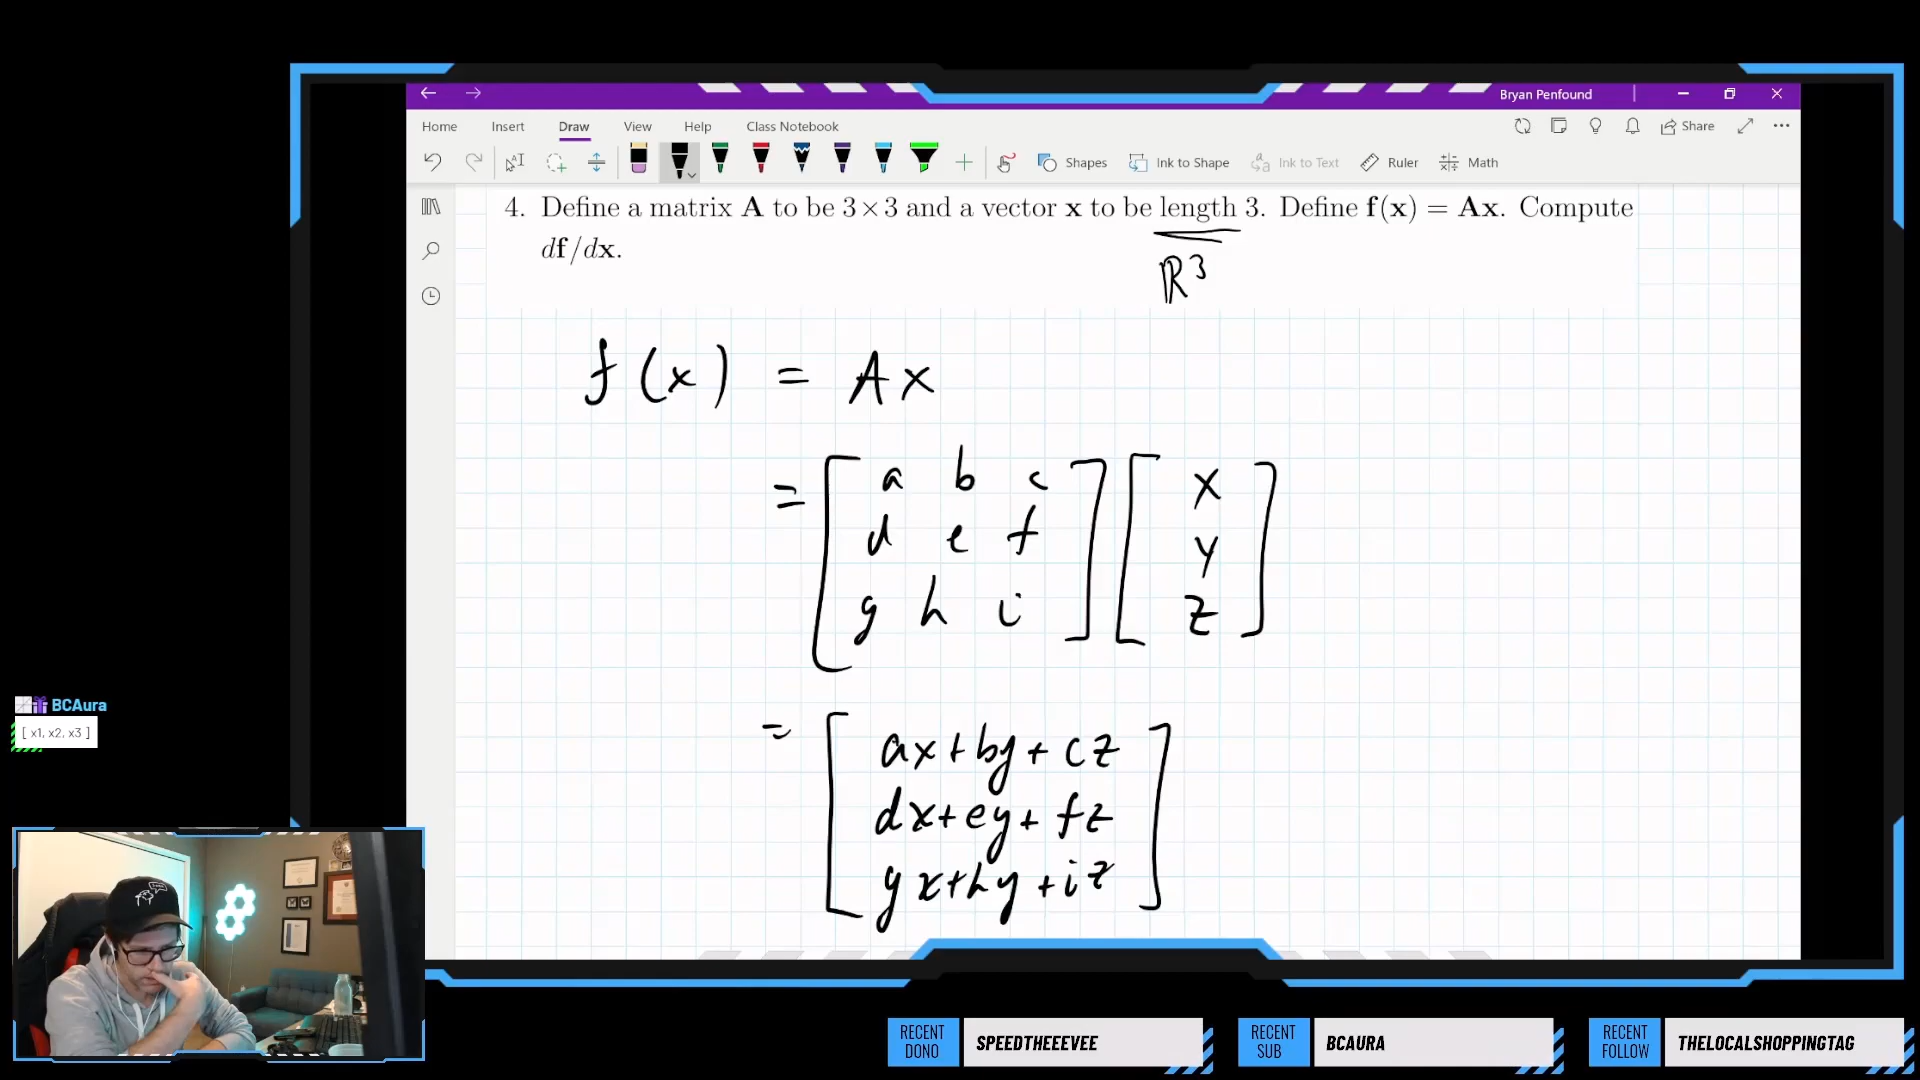 Bryan Penfound
Home Insert Draw View Help Class Notebook Share
Shapes Ink to Shape Ink to Text Ruler Math
4. Define a matrix A to be 3×3 and a vector x to be length 3. Define f(x) = Ax. Compute
df/dx.
ℝ³
f(x) = Ax
= [ a b c ] [ x ]
d e f y
g h i z
= [ ax+by+cz ]
dx+ey+fz
gx+hy+iz
BCAura
[ x1, x2, x3 ]
RECENT DONO SPEEDTHEEEVEE
RECENT SUB BCAURA
RECENT FOLLOW THELOCALSHOPPINGTAG